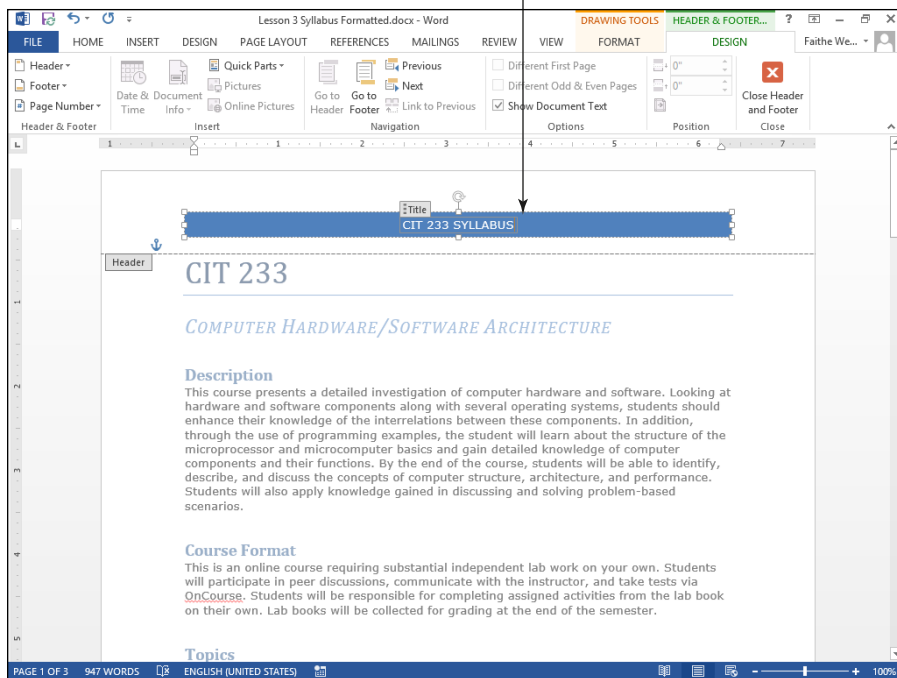 Lesson 3 Syllabus Formatted.docx - Word
DRAWING TOOLS
HEADER & FOOTER...
?
FILE HOME INSERT DESIGN PAGE LAYOUT REFERENCES MAILINGS REVIEW VIEW FORMAT DESIGN Faithe We...
Header
Footer
Page Number
Header & Footer
Date & Time
Document Info
Quick Parts
Pictures
Online Pictures
Insert
Go to Header
Go to Footer
Previous
Next
Link to Previous
Navigation
Different First Page
Different Odd & Even Pages
Show Document Text
Options
0"
0"
Position
Close Header and Footer
Close
L
1 1 2 3 4 5 6 7
Title
CIT 233 SYLLABUS
Header
CIT 233
COMPUTER HARDWARE/SOFTWARE ARCHITECTURE
Description
This course presents a detailed investigation of computer hardware and software. Looking at
hardware and software components along with several operating systems, students should
enhance their knowledge of the interrelations between these components. In addition,
through the use of programming examples, the student will learn about the structure of the
microprocessor and microcomputer basics and gain detailed knowledge of computer
components and their functions. By the end of the course, students will be able to identify,
describe, and discuss the concepts of computer structure, architecture, and performance.
Students will also apply knowledge gained in discussing and solving problem-based
scenarios.
Course Format
This is an online course requiring substantial independent lab work on your own. Students
will participate in peer discussions, communicate with the instructor, and take tests via
OnCourse. Students will be responsible for completing assigned activities from the lab book
on their own. Lab books will be collected for grading at the end of the semester.
Topics
1
2
3
4
5
PAGE 1 OF 3 947 WORDS ENGLISH (UNITED STATES) 100%